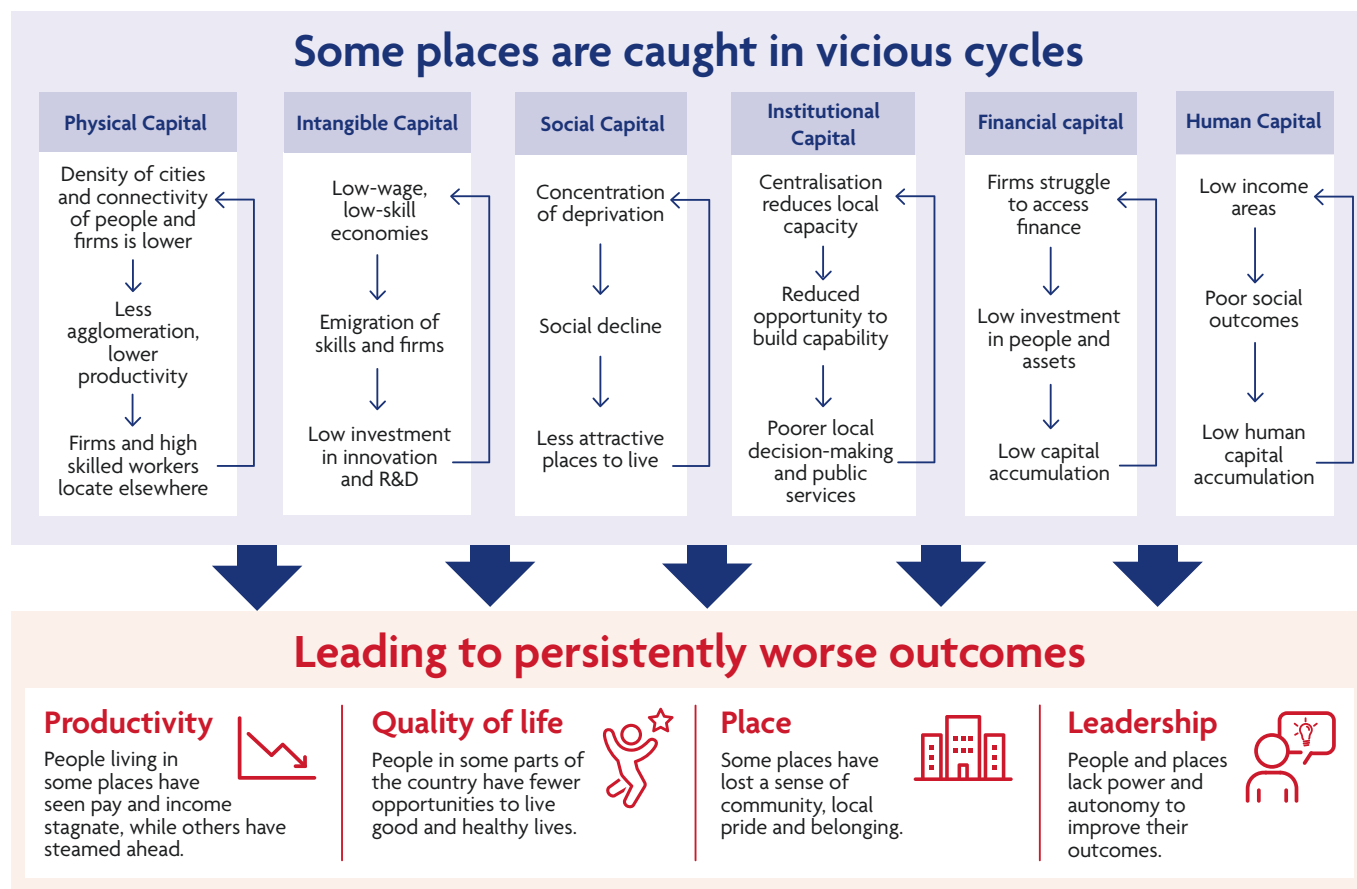 Some places are caught in vicious cycles
Physical Capital
Density of cities
and connectivity
of people and
firms is lower
Less
agglomeration,
lower
productivity
Firms and high
skilled workers
locate elsewhere
Intangible Capital
Low-wage,
low-skill
economies
Emigration of
skills and firms
Low investment
in innovation
and R&D
Social Capital
Concentration
of deprivation
Social decline
Less attractive
places to live
Institutional
Capital
Centralisation
reduces local
capacity
Reduced
opportunity to
build capability
Poorer local
decision-making
and public
services
Financial capital
Firms struggle
to access
finance
Low investment
in people and
assets
Low capital
accumulation
Human Capital
Low income
areas
Poor social
outcomes
Low human
capital
accumulation
Leading to persistently worse outcomes
Productivity
People living in
some places have
seen pay and income
stagnate, while others have
steamed ahead.
Quality of life
People in some parts of
the country have fewer
opportunities to live
good and healthy lives.
Place
Some places have
lost a sense of
community, local
pride and belonging.
Leadership
People and places
lack power and
autonomy to
improve their
outcomes.